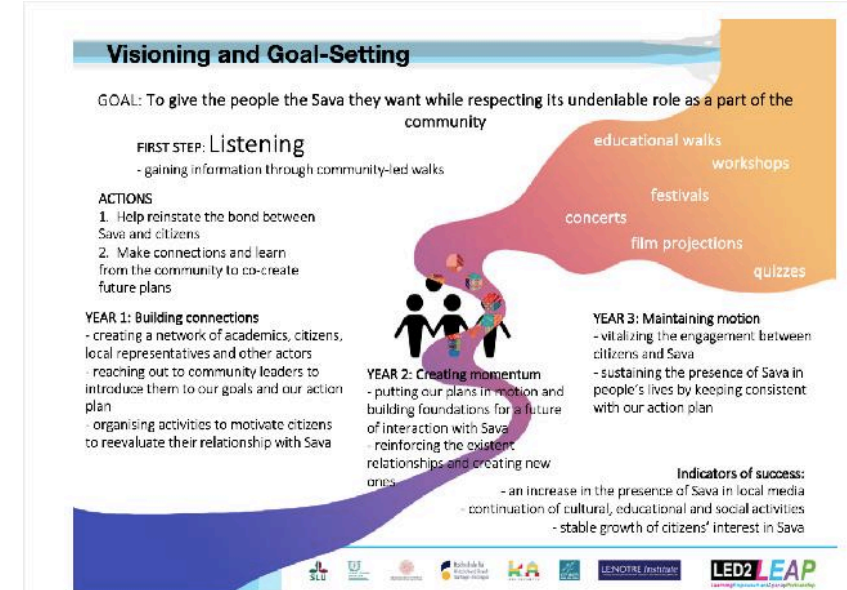 Visioning and Goal-Setting
GOAL: To give the people the Sava they want while respecting its undeniable role as a part of the
community
FIRST STEP: Listening
- gaining information through community-led walks
ACTIONS
1. Help reinstate the bond between
Sava and citizens
2. Make connections and learn
from the community to co-create
future plans
educational walks
workshops
festivals
concerts
film projections
quizzes
YEAR 1: Building connections
- creating a network of academics, citizens,
local representatives and other actors
- reaching out to community leaders to
introduce them to our goals and our action
plan
- organising activities to motivate citizens
to reevaluate their relationship with Sava
YEAR 2: Creating momentum
- putting our plans in motion and
building foundations for a future
of interaction with Sava
- reinforcing the existent
relationships and creating new
ones
YEAR 3: Maintaining motion
- vitalizing the engagement between
citizens and Sava
- sustaining the presence of Sava in
people's lives by keeping consistent
with our action plan
Indicators of success:
- an increase in the presence of Sava in local media
- continuation of cultural, educational and social activities
- stable growth of citizens' interest in Sava
SLU
LE:NOTRE Institute
LED2LEAP